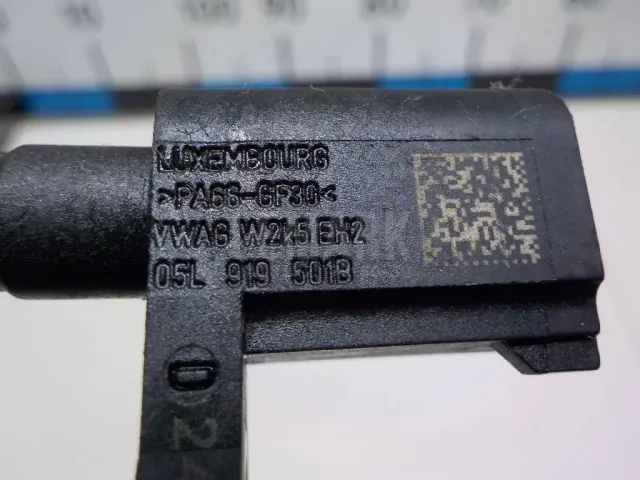 LUXEMBOURG
>PA66-GF30<
VWAG W2k5 EH2
05L 919 501B
D